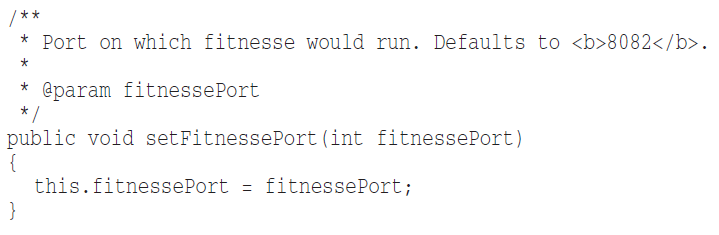 /**
 * Port on which fitnesse would run. Defaults to <b>8082</b>.
 *
 * @param fitnessePort
 */
public void setFitnessePort(int fitnessePort)
{
  this.fitnessePort = fitnessePort;
}